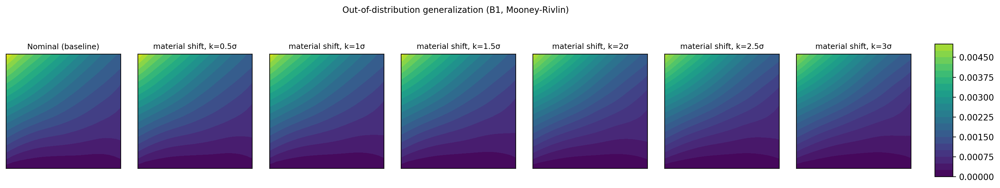 Out-of-distribution generalization (B1, Mooney-Rivlin)
Nominal (baseline)
material shift, k=0.5σ
material shift, k=1σ
material shift, k=1.5σ
material shift, k=2σ
material shift, k=2.5σ
material shift, k=3σ
0.00450
0.00375
0.00300
0.00225
0.00150
0.00075
0.00000